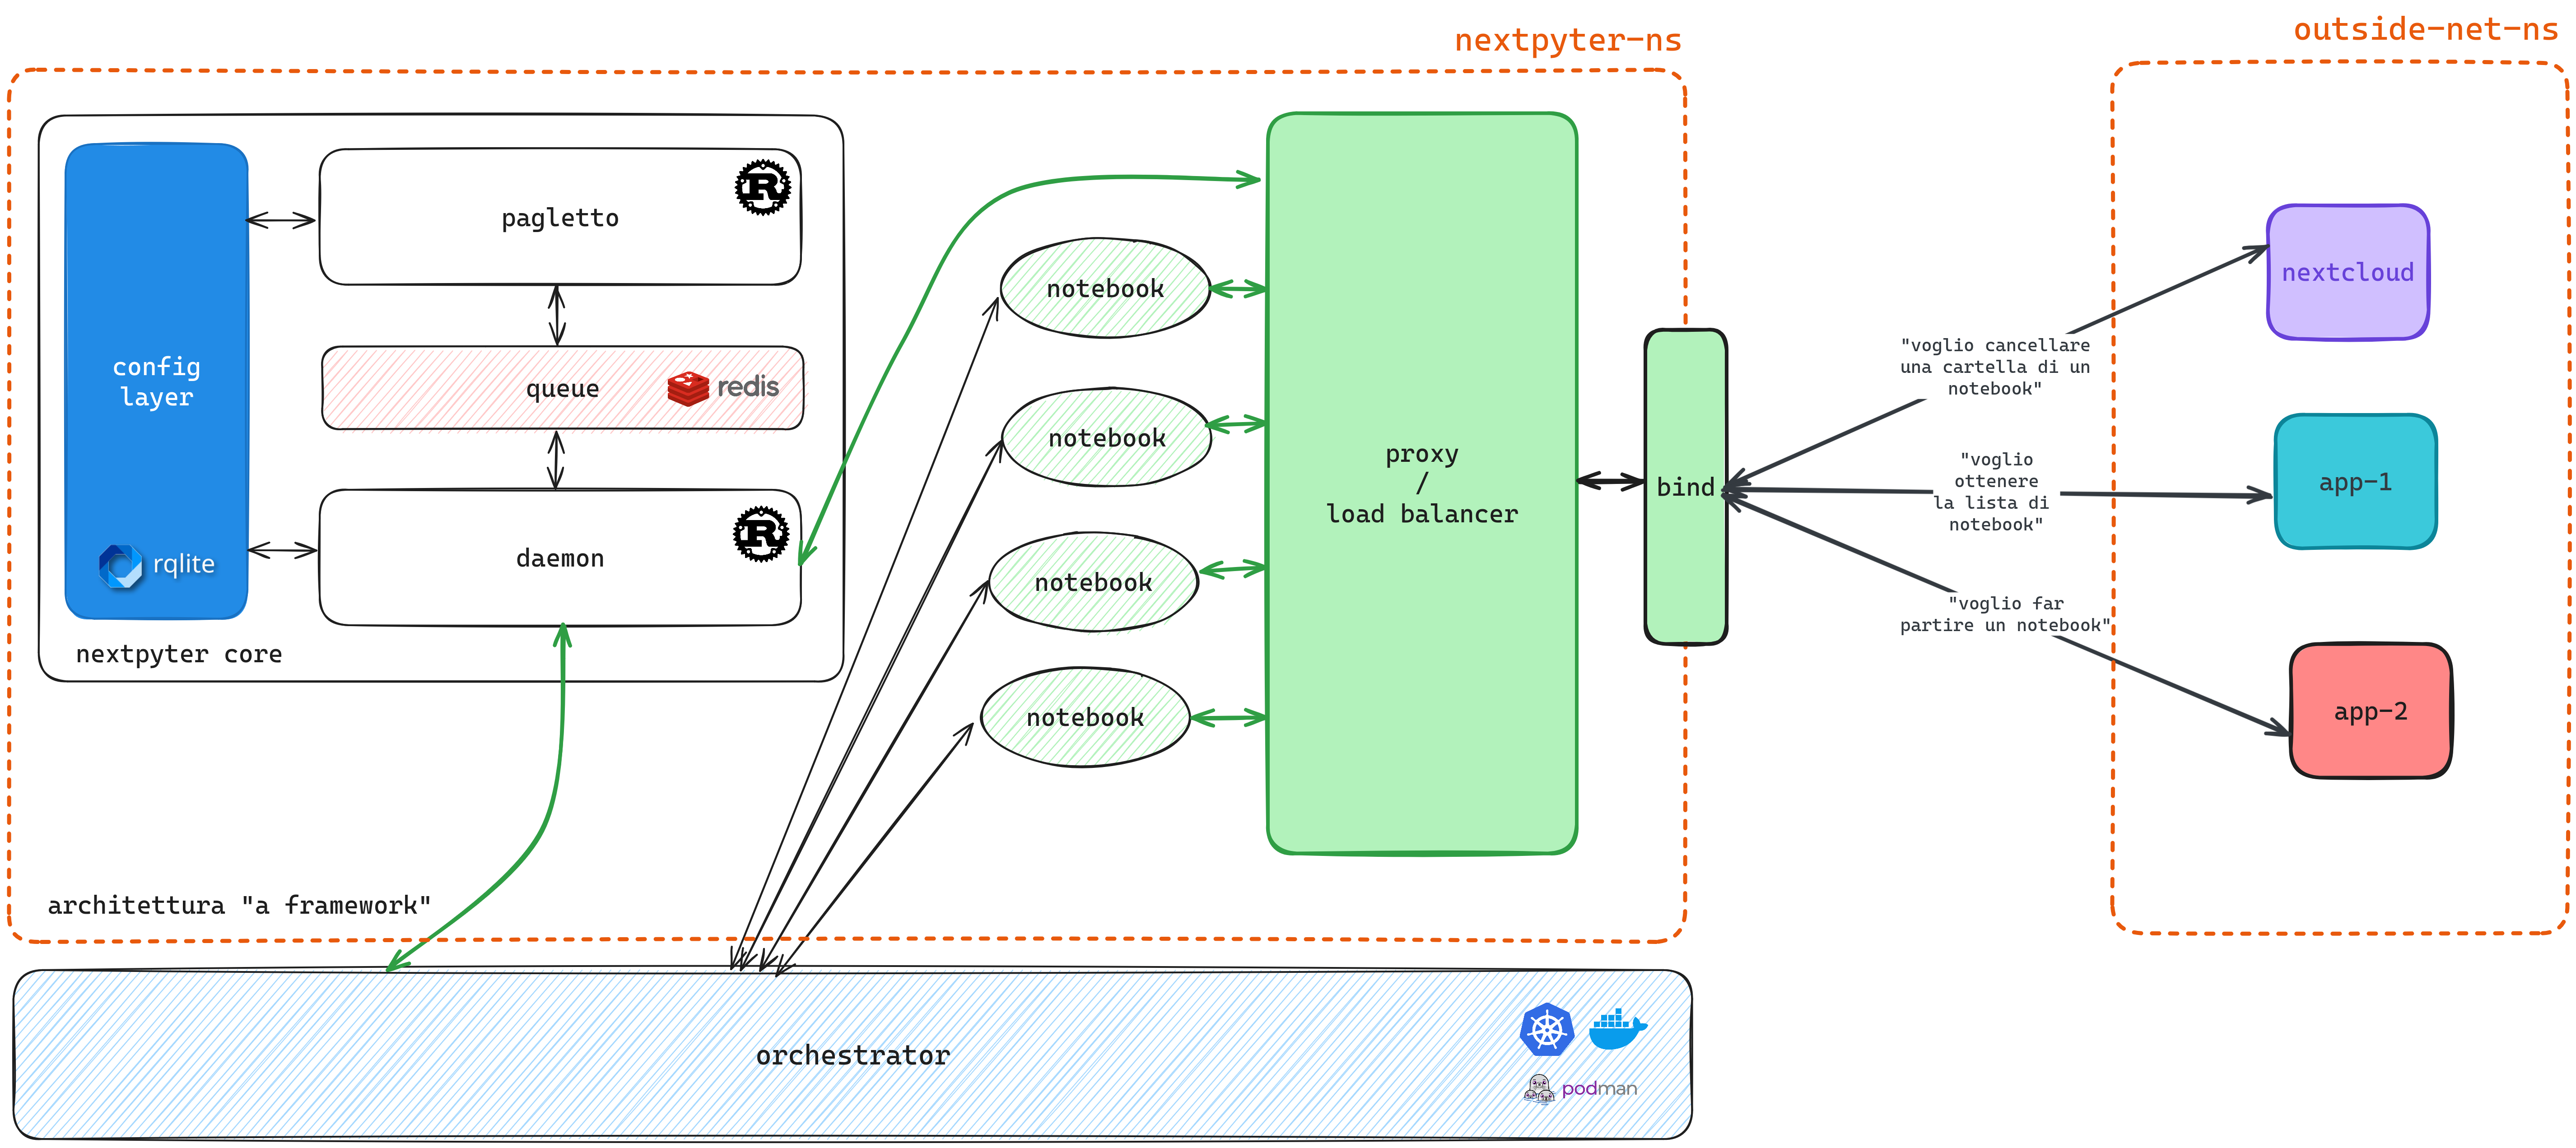 nextpyter-ns
outside-net-ns
pagletto
config
layer
queue
redis
daemon
rqlite
nextpyter core
notebook
notebook
notebook
notebook
proxy
/
load balancer
bind
"voglio cancellare
una cartella di un
notebook"
"voglio
ottenere
la lista di
notebook"
"voglio far
partire un notebook"
nextcloud
app-1
app-2
architettura "a framework"
orchestrator
podman